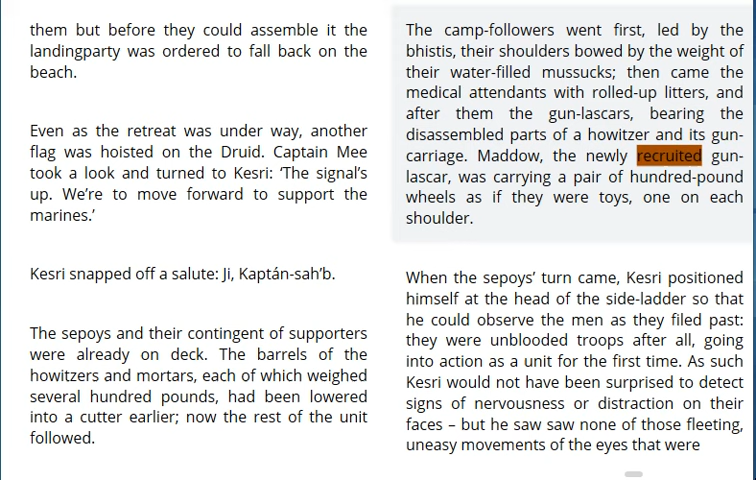 them but before they could assemble it the
landingparty was ordered to fall back on the
beach.
Even as the retreat was under way, another
flag was hoisted on the Druid. Captain Mee
took a look and turned to Kesri: ‘The signal’s
up. We’re to move forward to support the
marines.’
Kesri snapped off a salute: Ji, Kaptán-sah’b.
The sepoys and their contingent of supporters
were already on deck. The barrels of the
howitzers and mortars, each of which weighed
several hundred pounds, had been lowered
into a cutter earlier; now the rest of the unit
followed.
The camp-followers went first, led by the
bhistis, their shoulders bowed by the weight of
their water-filled mussucks; then came the
medical attendants with rolled-up litters, and
after them the gun-lascars, bearing the
disassembled parts of a howitzer and its gun-
carriage. Maddow, the newly recruited gun-
lascar, was carrying a pair of hundred-pound
wheels as if they were toys, one on each
shoulder.
When the sepoys’ turn came, Kesri positioned
himself at the head of the side-ladder so that
he could observe the men as they filed past:
they were unblooded troops after all, going
into action as a unit for the first time. As such
Kesri would not have been surprised to detect
signs of nervousness or distraction on their
faces – but he saw saw none of those fleeting,
uneasy movements of the eyes that were